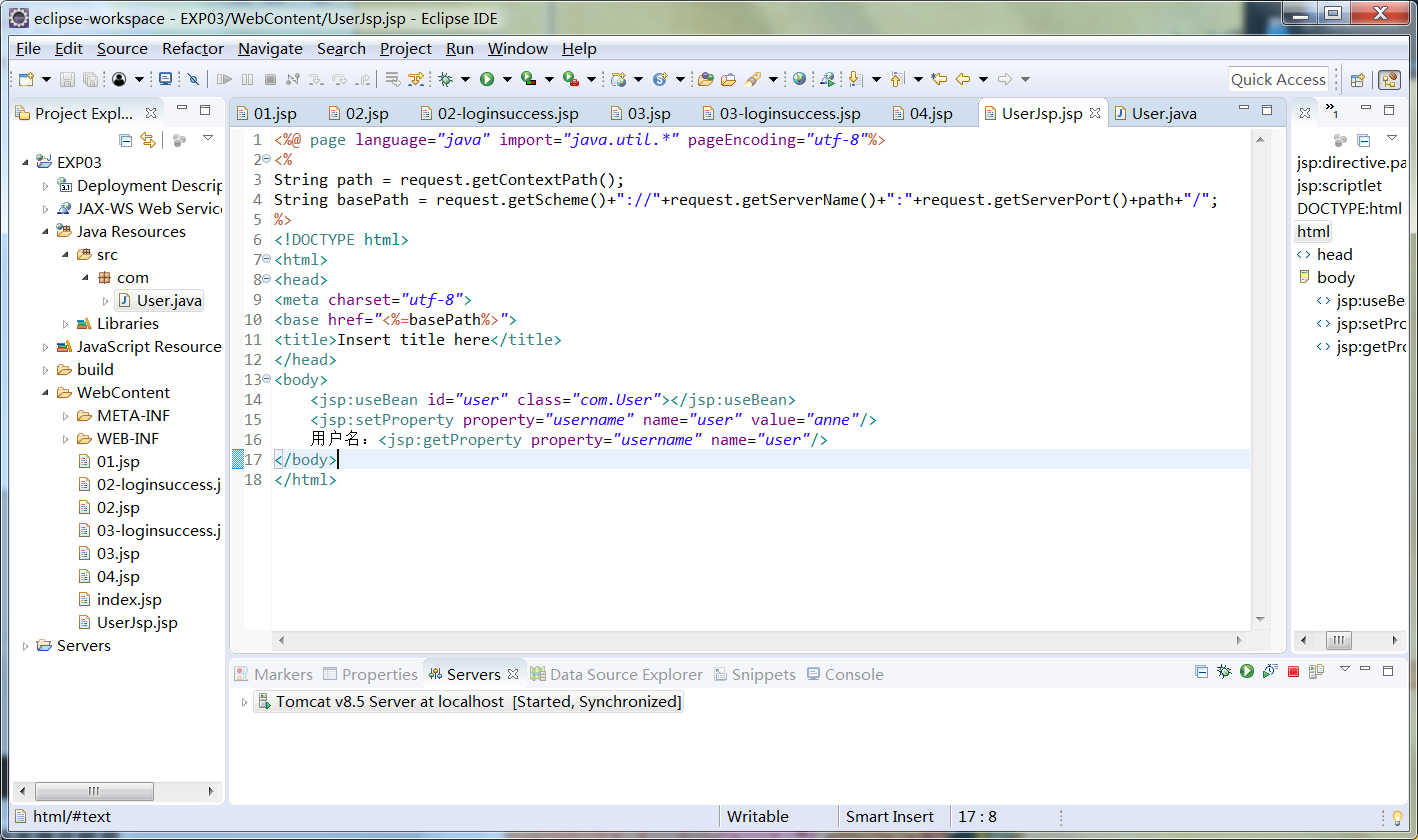 eclipse-workspace - EXP03/WebContent/UserJsp.jsp - Eclipse IDE
File Edit Source Refactor Navigate Search Project Run Window Help
Quick Access
Project Expl...
01.jsp 02.jsp 02-loginsuccess.jsp 03.jsp 03-loginsuccess.jsp 04.jsp UserJsp.jsp User.java
EXP03
Deployment Descrip
JAX-WS Web Servic
Java Resources
src
com
User.java
Libraries
JavaScript Resource
build
WebContent
META-INF
WEB-INF
01.jsp
02-loginsuccess.j
02.jsp
03-loginsuccess.j
03.jsp
04.jsp
index.jsp
UserJsp.jsp
Servers
1 <%@ page language="java" import="java.util.*" pageEncoding="utf-8"%>
2 <%
3 String path = request.getContextPath();
4 String basePath = request.getScheme()+"://"+request.getServerName()+":"+request.getServerPort()+path+"/";
5 %>
6 <!DOCTYPE html>
7 <html>
8 <head>
9 <meta charset="utf-8">
10 <base href="<%=basePath%>">
11 <title>Insert title here</title>
12 </head>
13 <body>
14 <jsp:useBean id="user" class="com.User"></jsp:useBean>
15 <jsp:setProperty property="username" name="user" value="anne"/>
16 用户名：<jsp:getProperty property="username" name="user"/>
17 </body>
18 </html>
»1
jsp:directive.pa
jsp:scriptlet
DOCTYPE:html
html
head
body
jsp:useBe
jsp:setPro
jsp:getPro
Markers Properties Servers Data Source Explorer Snippets Console
Tomcat v8.5 Server at localhost [Started, Synchronized]
html/#text Writable Smart Insert 17 : 8